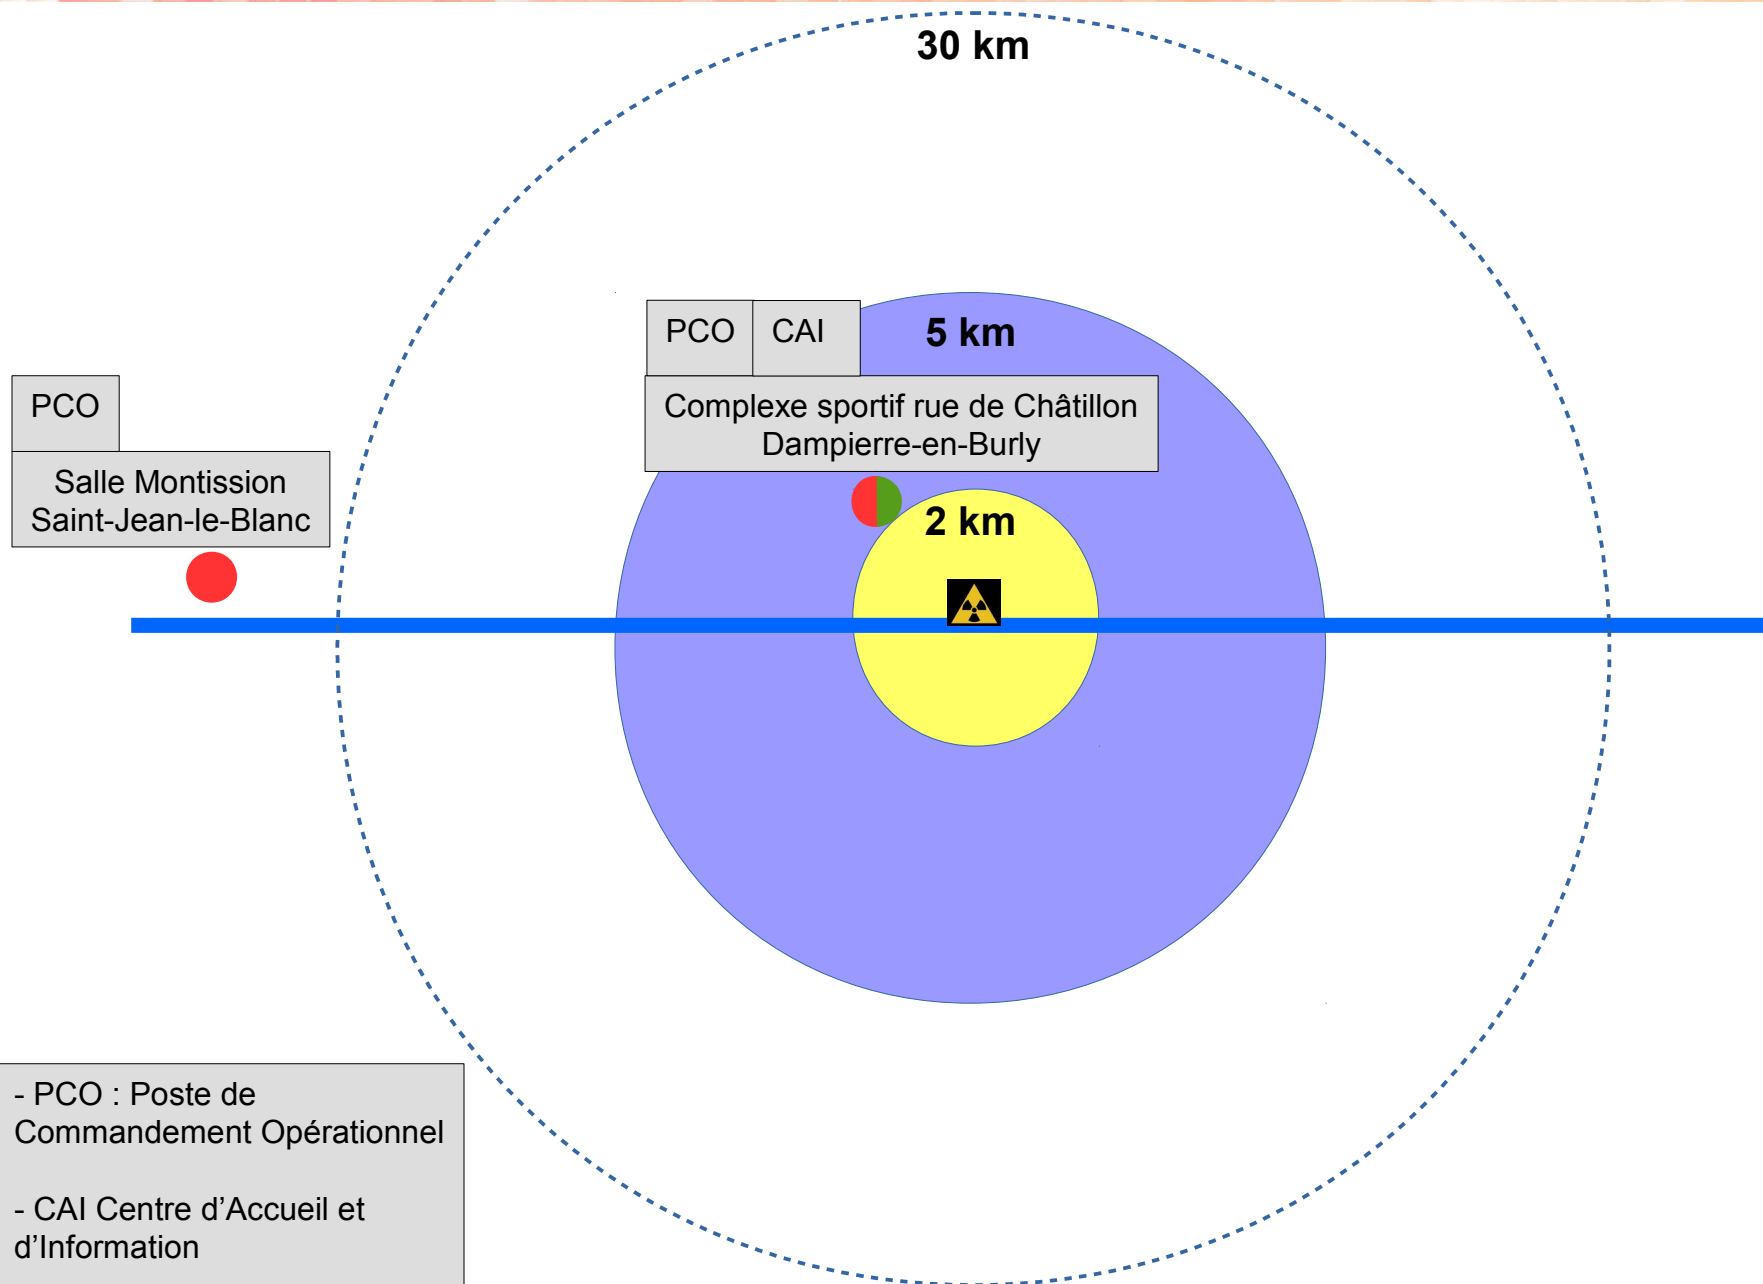 30 km
PCO
CAI
5 km
Complexe sportif rue de Châtillon
Dampierre-en-Burly
PCO
Salle Montission
Saint-Jean-le-Blanc
2 km
- PCO : Poste de
Commandement Opérationnel
- CAI Centre d’Accueil et
d’Information